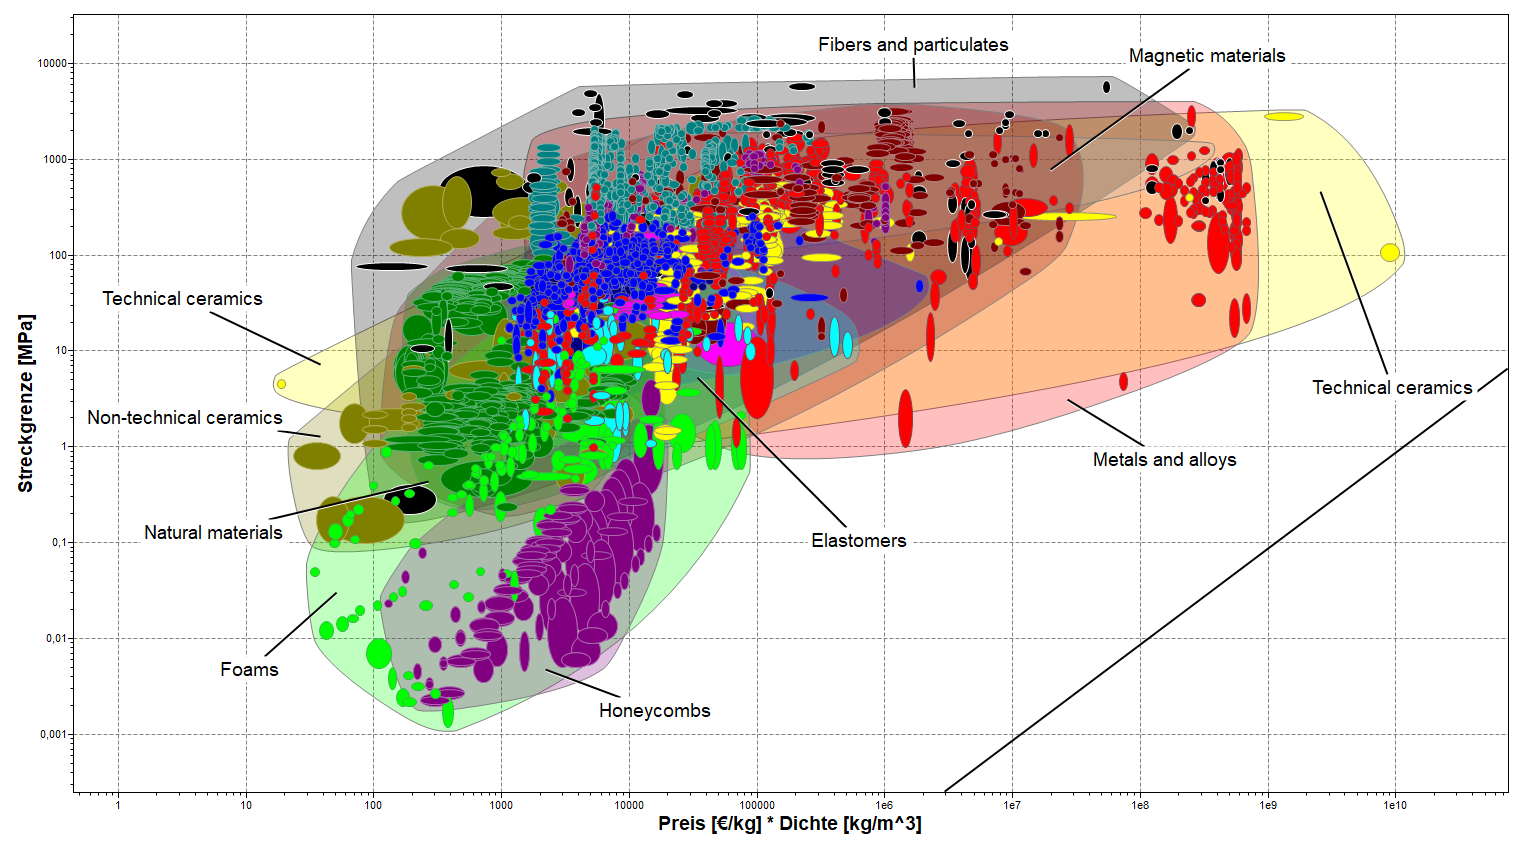 Fibers and particulates
Magnetic materials
10000
1000
100
10
1
0,1
0,01
0,001
Streckgrenze [MPa]
Technical ceramics
Non-technical ceramics
Natural materials
Foams
Honeycombs
Elastomers
Metals and alloys
Technical ceramics
1
10
100
1000
10000
100000
1e6
1e7
1e8
1e9
1e10
Preis [€/kg] * Dichte [kg/m^3]